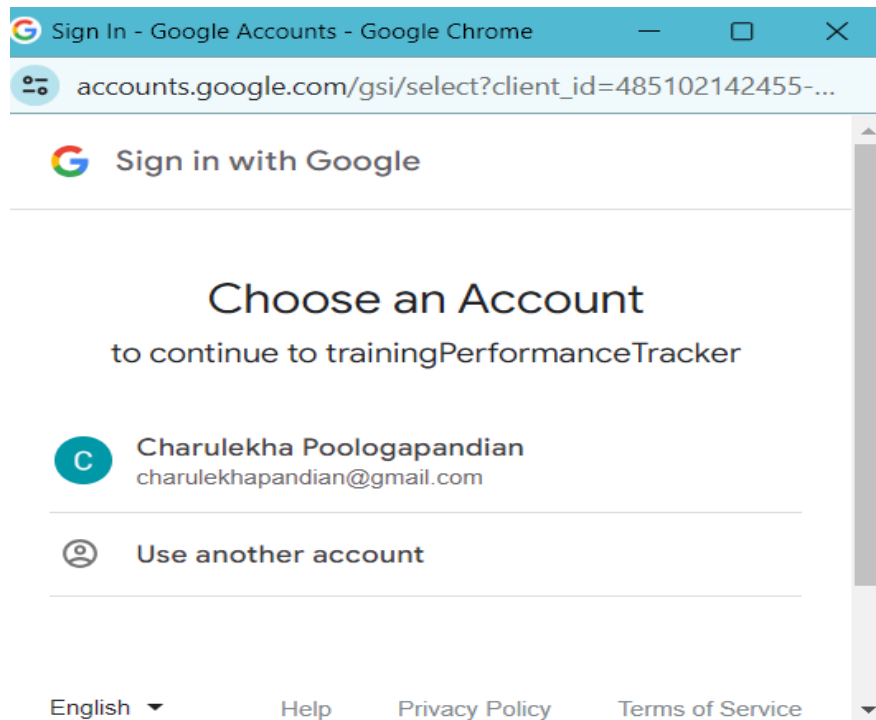 Sign In - Google Accounts - Google Chrome
accounts.google.com/gsi/select?client_id=485102142455-...
Sign in with Google
Choose an Account
to continue to trainingPerformanceTracker
C
Charulekha Poologapandian
charulekhapandian@gmail.com
Use another account
English Help Privacy Policy Terms of Service